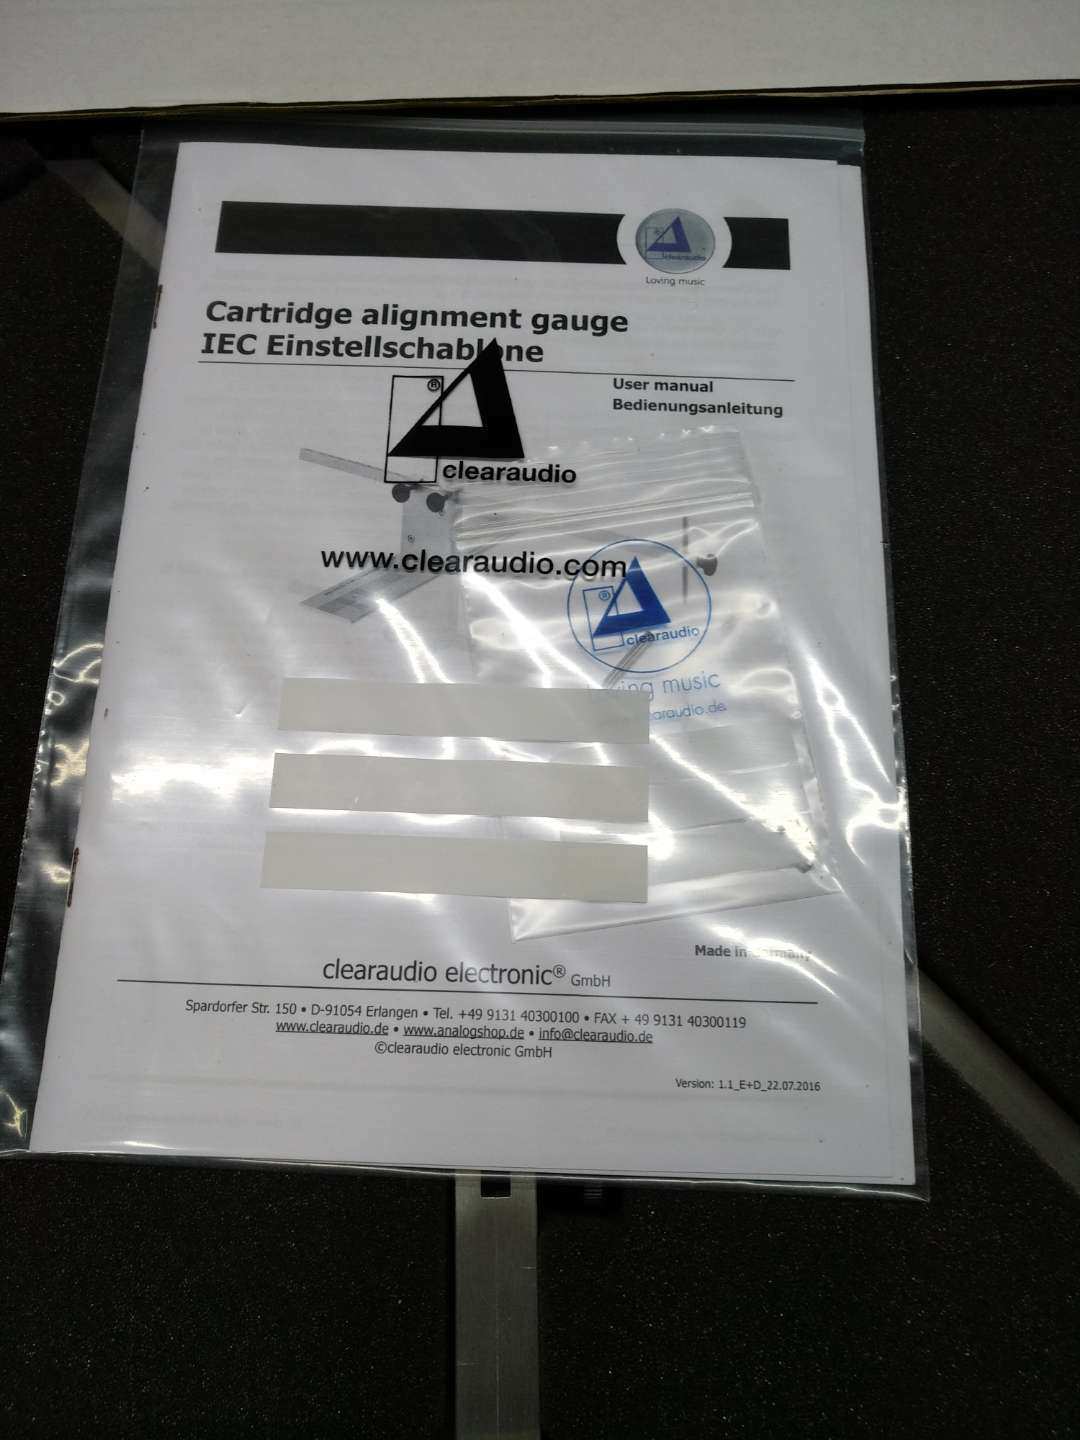 clearaudio
Loving music
Cartridge alignment gauge
IEC Einstellschablone
User manual
Bedienungsanleitung
®
clearaudio
www.clearaudio.com
®
clearaudio
music
Made in Germany
clearaudio electronic® GmbH
Spardorfer Str. 150 • D-91054 Erlangen • Tel. +49 9131 40300100 • FAX + 49 9131 40300119
www.clearaudio.de • www.analogshop.de • info@clearaudio.de
©clearaudio electronic GmbH
Version: 1.1_E+D_22.07.2016